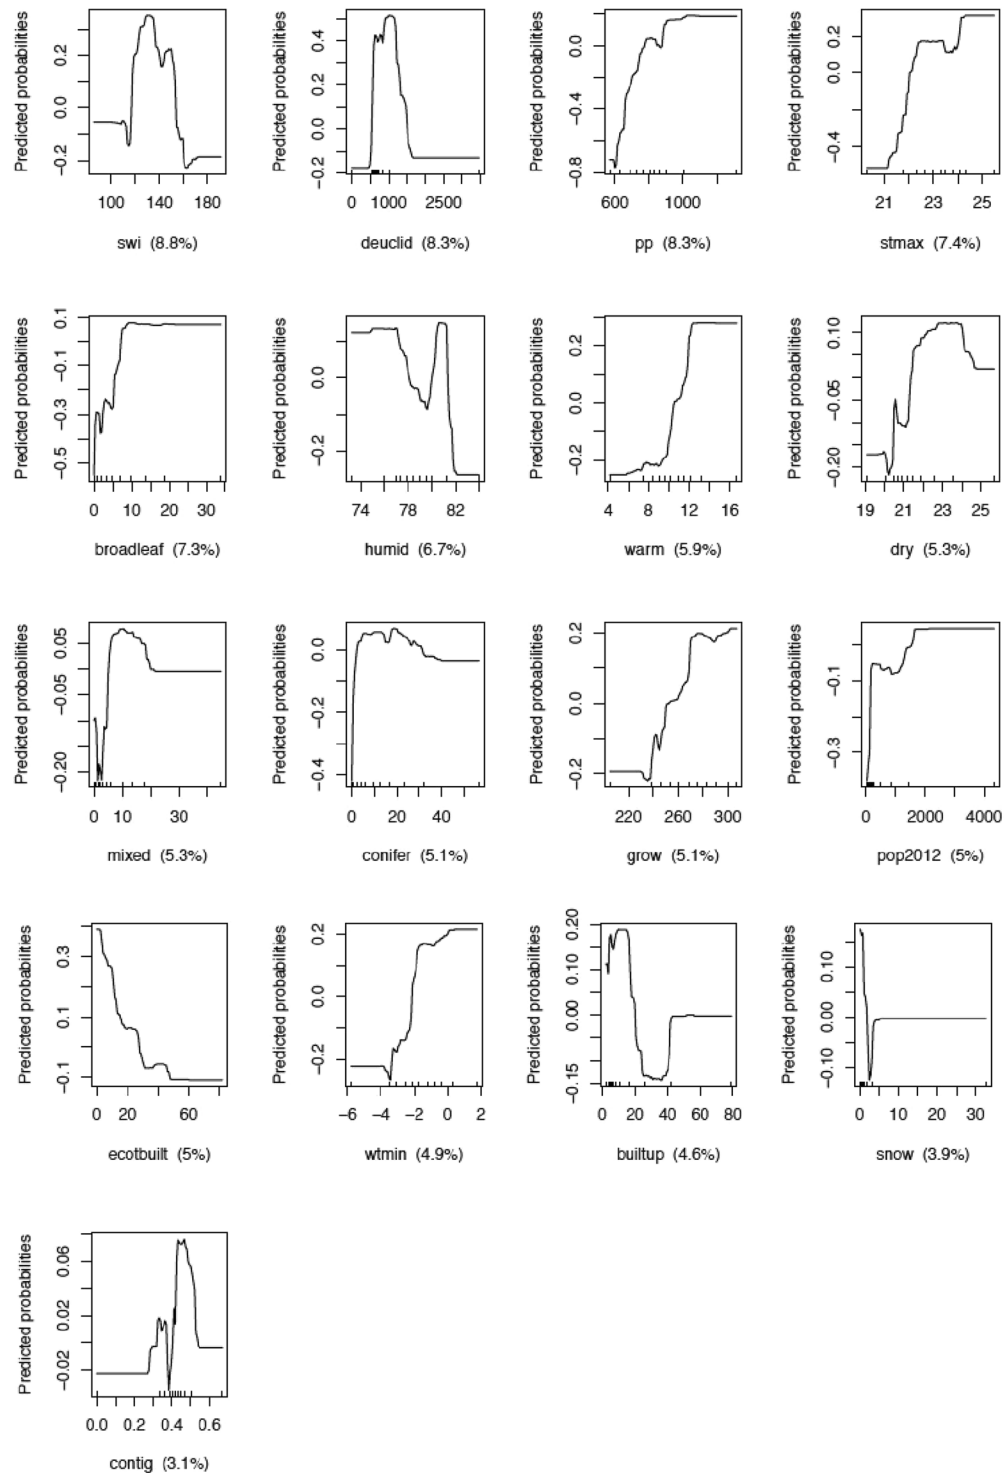 Predicted probabilities
-0.2 0.0 0.2
100 140 180
swi (8.8%)
Predicted probabilities
-0.2 0.0 0.2 0.4
0 1000 2500
deuclid (8.3%)
Predicted probabilities
-0.8 -0.4 0.0
600 1000
pp (8.3%)
Predicted probabilities
-0.4 0.0 0.2
21 23 25
stmax (7.4%)
Predicted probabilities
-0.5 -0.3 -0.1 0.1
0 10 20 30
broadleaf (7.3%)
Predicted probabilities
-0.2 0.0
74 78 82
humid (6.7%)
Predicted probabilities
-0.2 0.0 0.2
4 8 12 16
warm (5.9%)
Predicted probabilities
-0.20 -0.05 0.10
19 21 23 25
dry (5.3%)
Predicted probabilities
-0.20 -0.05 0.05
0 10 30
mixed (5.3%)
Predicted probabilities
-0.4 -0.2 0.0
0 20 40
conifer (5.1%)
Predicted probabilities
-0.2 0.0 0.2
220 260 300
grow (5.1%)
Predicted probabilities
-0.3 -0.1
0 2000 4000
pop2012 (5%)
Predicted probabilities
-0.1 0.1 0.3
0 20 60
ecotbuilt (5%)
Predicted probabilities
-0.2 0.0 0.2
-6 -4 -2 0 2
wtmin (4.9%)
Predicted probabilities
-0.15 0.00 0.10 0.20
0 20 40 60 80
builtup (4.6%)
Predicted probabilities
-0.10 0.00 0.10
0 10 20 30
snow (3.9%)
Predicted probabilities
-0.02 0.02 0.06
0.0 0.2 0.4 0.6
contig (3.1%)